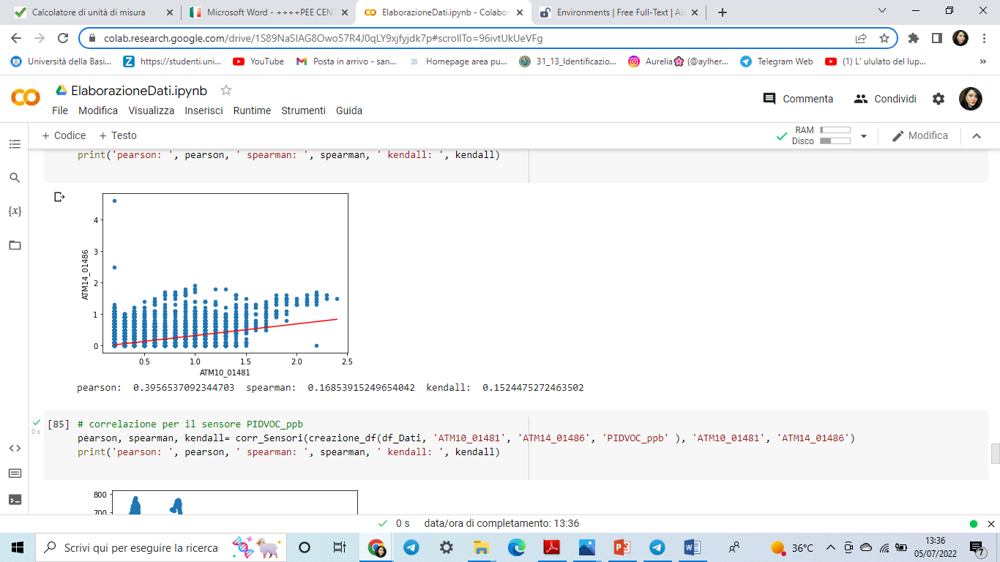 Calcolatore di unità di misura
Microsoft Word - ++++PEE CENT
ElaborazioneDati.ipynb - Colabor
Environments | Free Full-Text | Air
colab.research.google.com/drive/1S89NaSIAG8Owo57R4J0qLY9xjfyjdk7p#scrollTo=96ivtUkUeVFg
Università della Basi...
https://studenti.uni...
YouTube
Posta in arrivo - san...
Homepage area pu...
31_13_Identificazio...
Aurelia🌸 (@aylher...
Telegram Web
(1) L' ululato del lup...
»
ElaborazioneDati.ipynb
Commenta
Condividi
File Modifica Visualizza Inserisci Runtime Strumenti Guida
+ Codice + Testo
RAM
Disco
Modifica
print('pearson: ', pearson, ' spearman: ', spearman, ' kendall: ', kendall)
{x}
4
3
2
1
0
ATM14_01486
0.5 1.0 1.5 2.0 2.5
ATM10_01481
pearson:  0.3956537092344703  spearman:  0.16853915249654042  kendall:  0.1524475272463502
0 s
[85] # correlazione per il sensore PIDVOC_ppb
pearson, spearman, kendall= corr_Sensori(creazione_df(df_Dati, 'ATM10_01481', 'ATM14_01486', 'PIDVOC_ppb' ), 'ATM10_01481', 'ATM14_01486')
print('pearson: ', pearson, ' spearman: ', spearman, ' kendall: ', kendall)
800
700
0 s data/ora di completamento: 13:36
Scrivi qui per eseguire la ricerca
36°C
13:36
05/07/2022
7